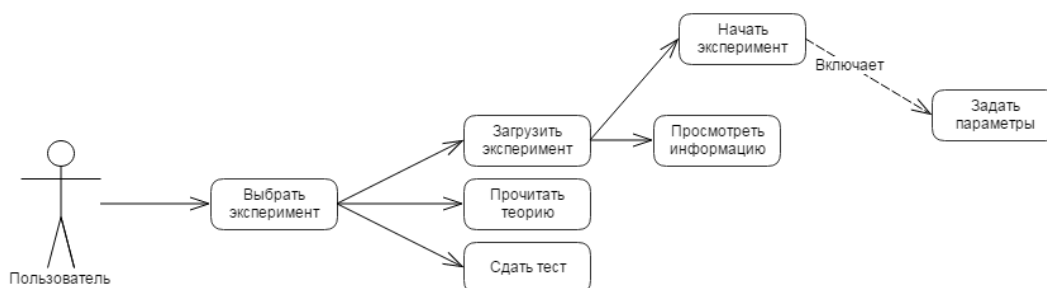 Начать
эксперимент
Включает
Задать
параметры
Загрузить
эксперимент
Просмотреть
информацию
Выбрать
эксперимент
Прочитать
теорию
Сдать тест
Пользователь